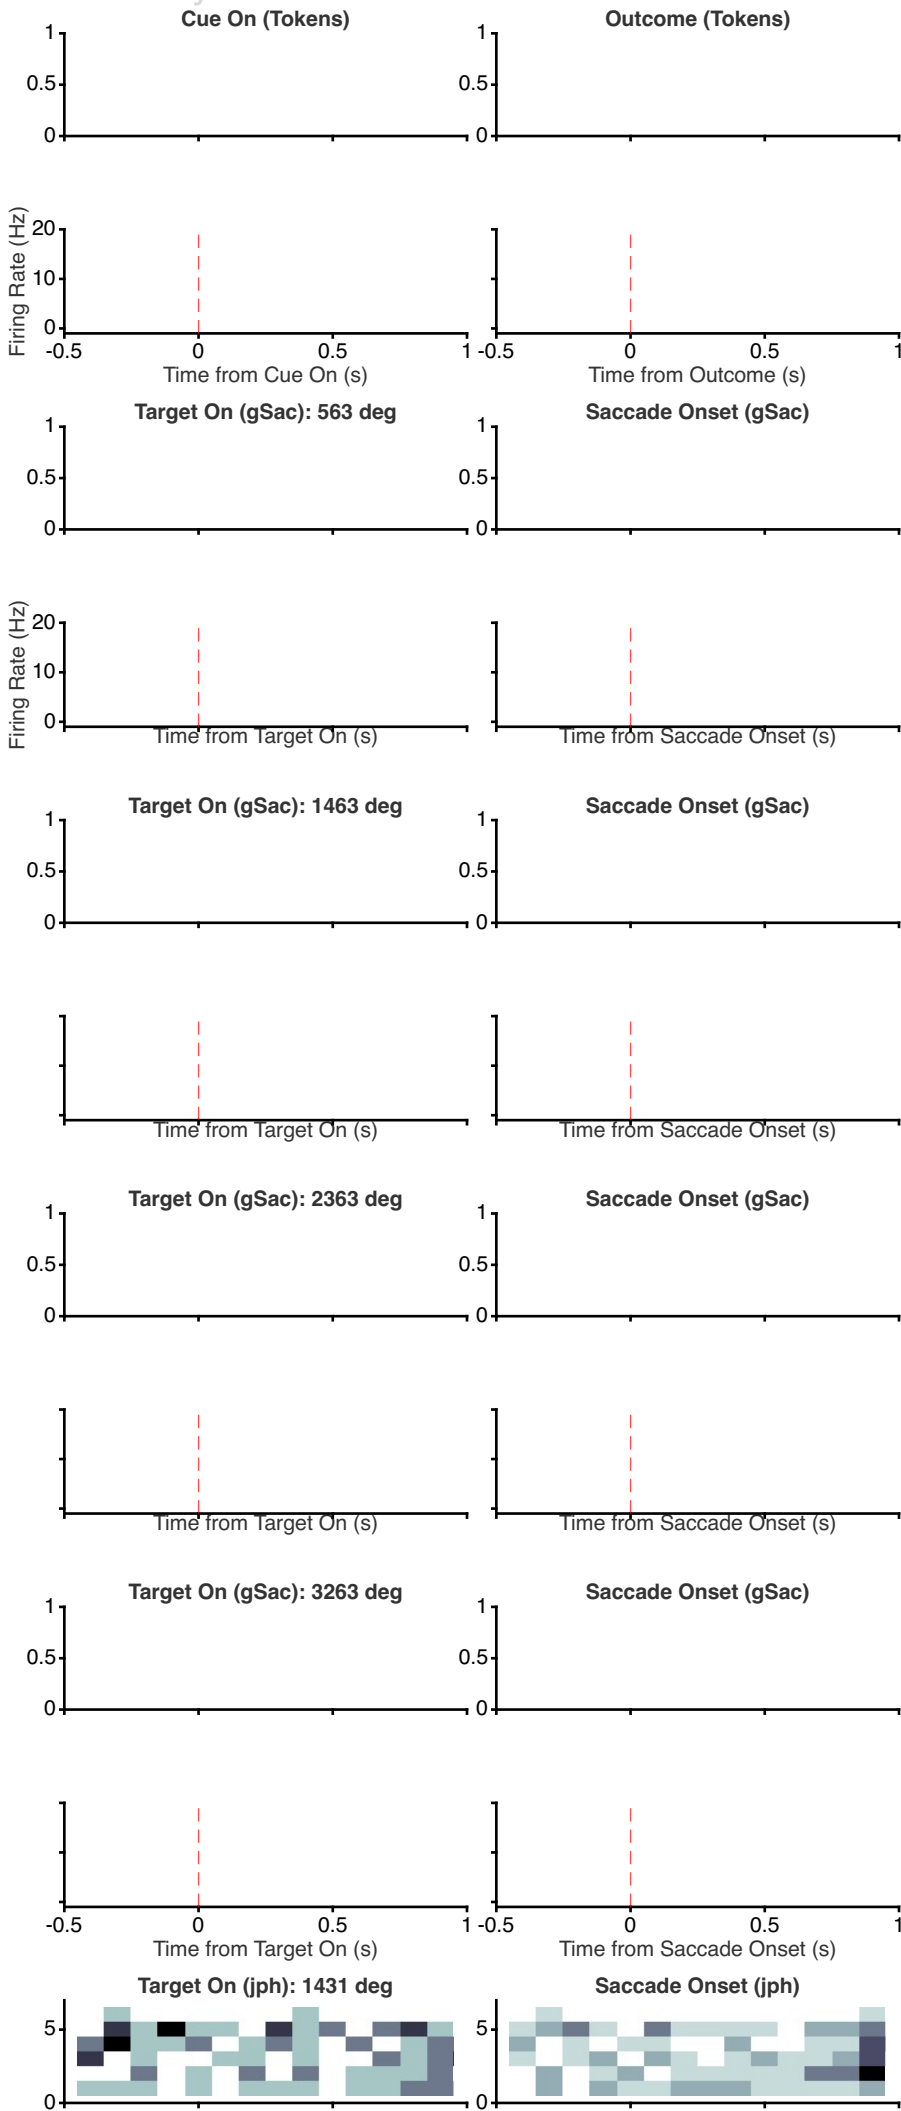 Cue On (Tokens) Outcome (Tokens)
1 1
0.5 0.5
0 0
Firing Rate (Hz)
20
10
0
-0.5 0 0.5 1 -0.5 0 0.5 1
Time from Cue On (s) Time from Outcome (s)
Target On (gSac): 563 deg Saccade Onset (gSac)
1 1
0.5 0.5
0 0
Firing Rate (Hz)
20
10
0
Time from Target On (s) Time from Saccade Onset (s)
Target On (gSac): 1463 deg Saccade Onset (gSac)
1 1
0.5 0.5
0 0
Time from Target On (s) Time from Saccade Onset (s)
Target On (gSac): 2363 deg Saccade Onset (gSac)
1 1
0.5 0.5
0 0
Time from Target On (s) Time from Saccade Onset (s)
Target On (gSac): 3263 deg Saccade Onset (gSac)
1 1
0.5 0.5
0 0
-0.5 0 0.5 1 -0.5 0 0.5 1
Time from Target On (s) Time from Saccade Onset (s)
Target On (jph): 1431 deg Saccade Onset (jph)
5 5
0 0